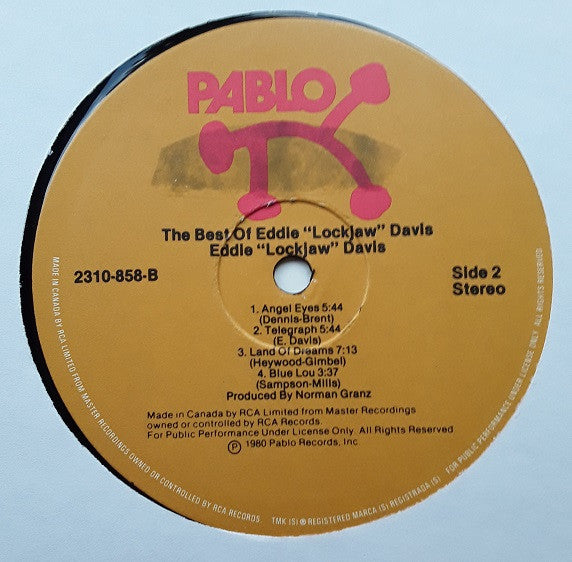 PABLO
The Best Of Eddie "Lockjaw" Davis
Eddie "Lockjaw" Davis
2310-858-B
Side 2
Stereo
1. Angel Eyes 5:44
(Dennis-Brent)
2. Telegraph 5:44
(E. Davis)
3. Land Of Dreams 7:13
(Heywood-Gimbel)
4. Blue Lou 3:37
(Sampson-Mills)
Produced By Norman Granz
Made in Canada by RCA Limited from Master Recordings
owned or controlled by RCA Records.
For Public Performance Under License Only. All Rights Reserved
Ⓟ 1980 Pablo Records, Inc.
MADE IN CANADA BY RCA LIMITED FROM MASTER RECORDINGS OWNED OR CONTROLLED BY RCA RECORDS
TMK (S) ® REGISTERED MARCA (S) REGISTRADA (S)
FOR PUBLIC PERFORMANCE UNDER LICENSE ONLY ALL RIGHTS RESERVED